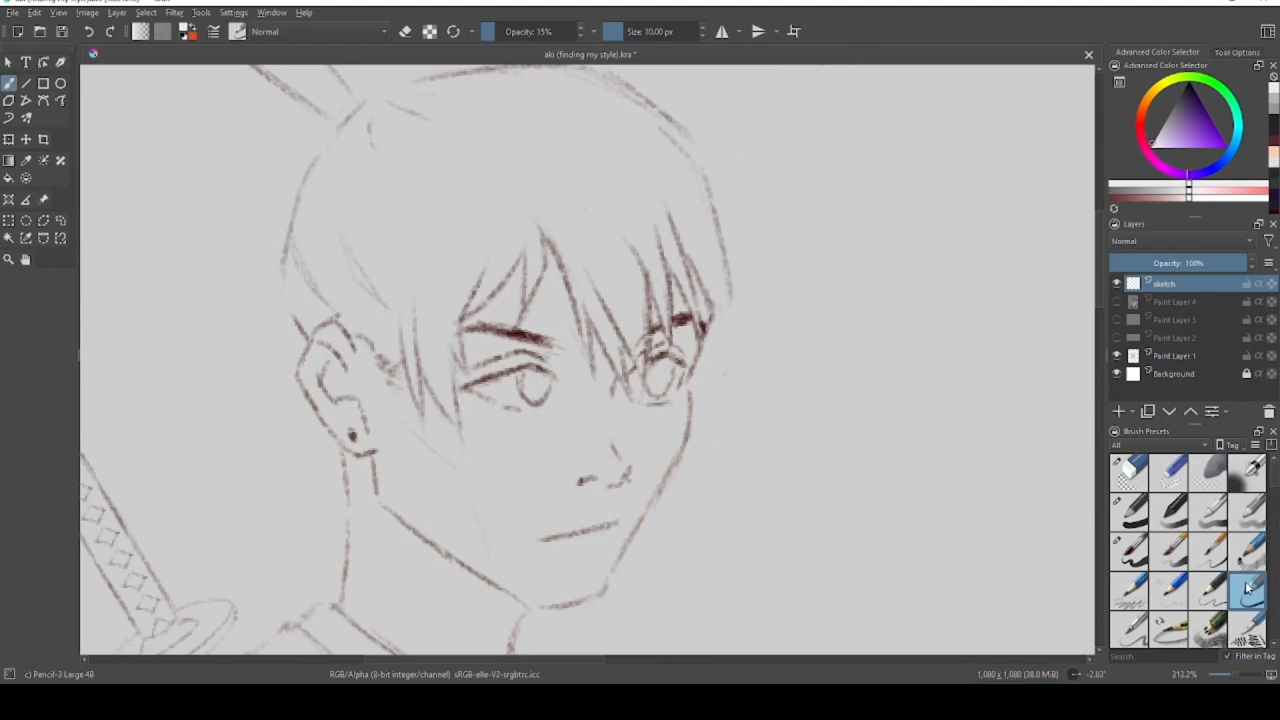 File Edit View Image Layer Select Filter Tools Settings Window Help
Normal Opacity: 15% Size: 10.00 px
aki (finding my style).kra *
Advanced Color Selector Tool Options
Advanced Color Selector
Layers
Normal
Opacity: 100%
sketch
Paint Layer 4
Paint Layer 3
Paint Layer 2
Paint Layer 1
Background
Brush Presets
All Tag
Search Filter in Tag
c) Pencil-3 Large 4B RGB/Alpha (8-bit integer/channel) sRGB-elle-V2-srgbtrc.icc 1,080 x 1,080 (38.0 MiB) -2.83° 313.2%